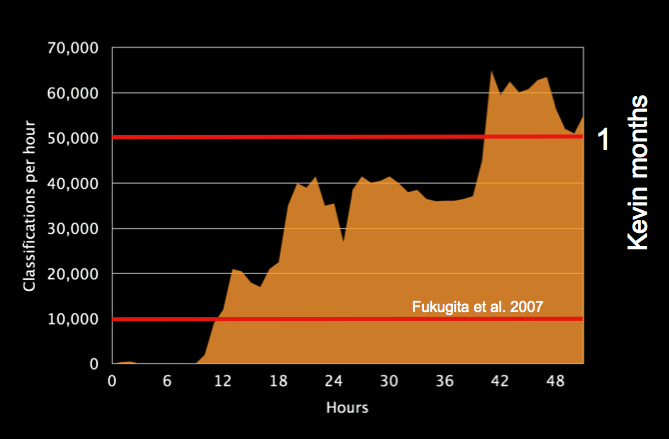 70,000
60,000
50,000
40,000
30,000
20,000
10,000
0
Classifications per hour
0 6 12 18 24 30 36 42 48
Hours
Fukugita et al. 2007
1
Kevin months